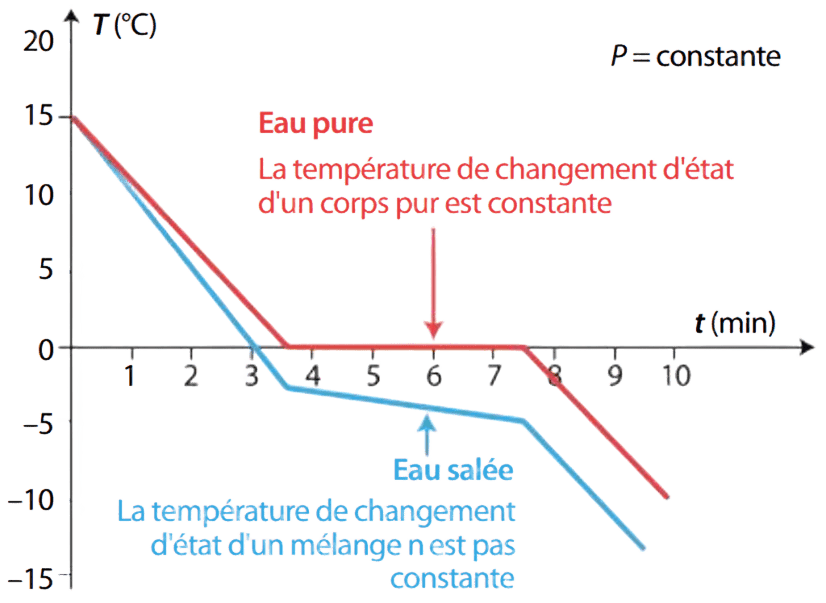 T (°C)
20
P = constante
15
Eau pure
La température de changement d'état
d'un corps pur est constante
10
5
t (min)
0
1 2 3 4 5 6 7 8 9 10
–5
Eau salée
–10
La température de changement
d'état d'un mélange n est pas
constante
–15